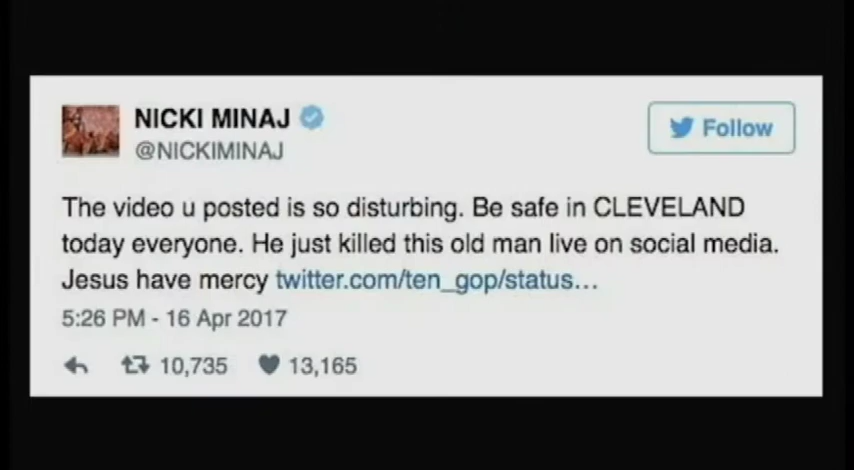 NICKI MINAJ
@NICKIMINAJ
Follow
The video u posted is so disturbing. Be safe in CLEVELAND
today everyone. He just killed this old man live on social media.
Jesus have mercy twitter.com/ten_gop/status...
5:26 PM - 16 Apr 2017
10,735 13,165